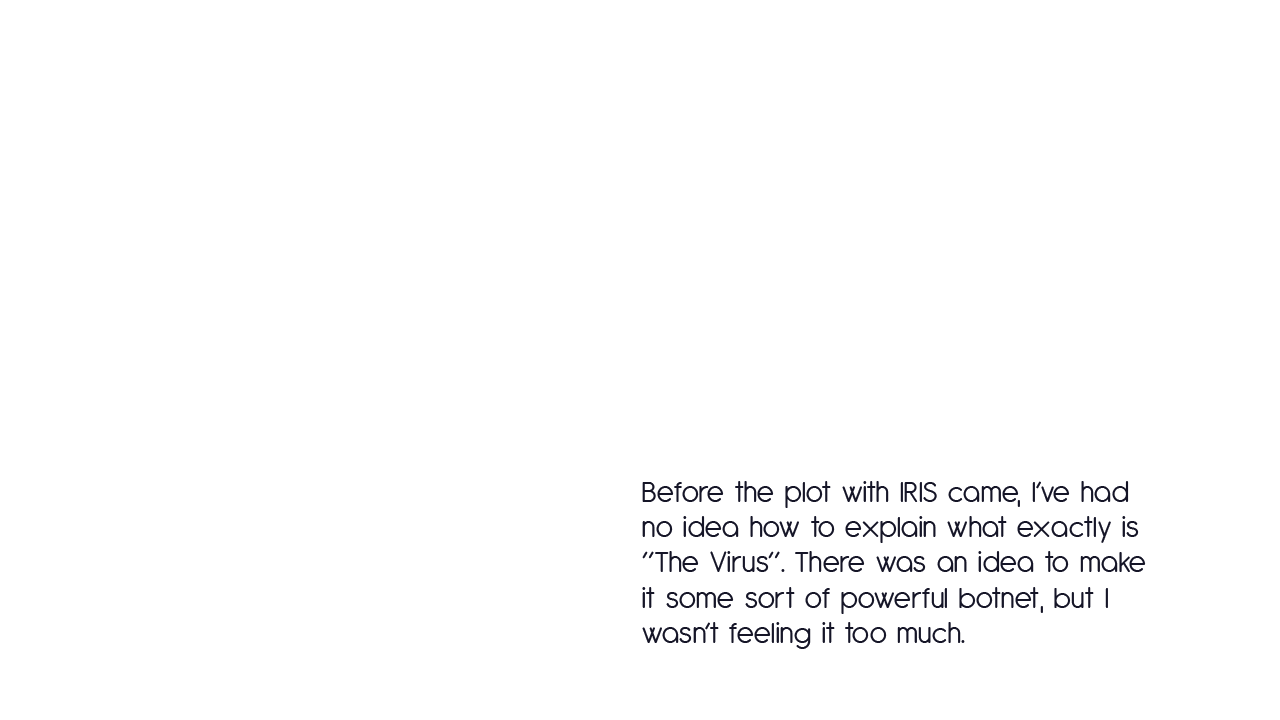 Before the plot with IRIS came, I've had
no idea how to explain what exactly is
"The Virus". There was an idea to make
it some sort of powerful botnet, but I
wasn't feeling it too much.